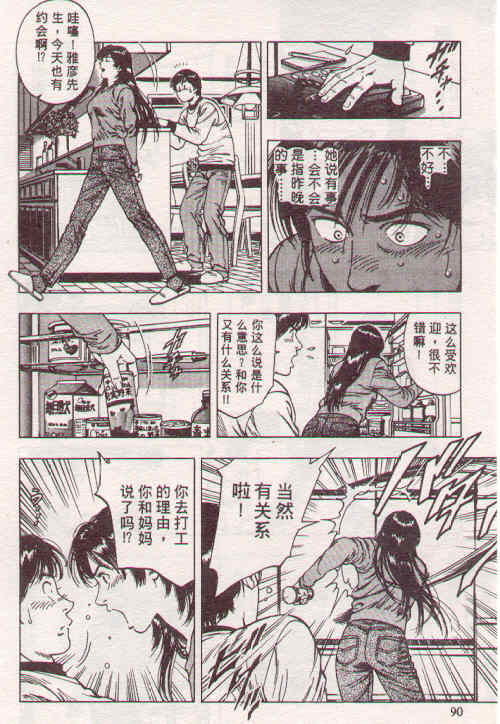 不…
不好…
她说有事
…会不会
是指昨晚
的事……
哇噻！雅彦先
生，今天也有
约会啊!?
这么受欢
迎，很不
错嘛！
你这么说是什
么意思？和你
又有什么关系!!
当然
有关系
啦！
你去打工
的理由，
你和妈妈
说了吗!?
90